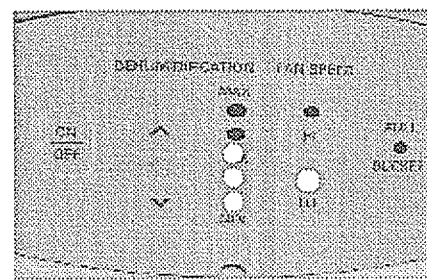 DEHUMIDIFICATION FAN SPEED
MAX
HI
ON
OFF
FULL
BUCKET
LO
MIN